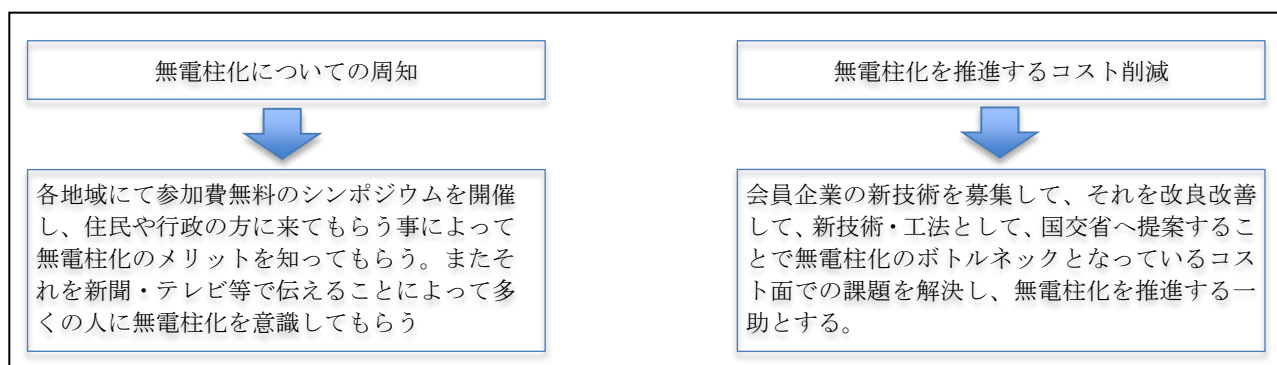 無電柱化についての周知
各地域にて参加費無料のシンポジウムを開催
し、住民や行政の方に来てもらう事によって
無電柱化のメリットを知ってもらう。またそ
れを新聞・テレビ等で伝えることによって多
くの人に無電柱化を意識してもらう
無電柱化を推進するコスト削減
会員企業の新技術を募集して、それを改良改善
して、新技術・工法として、国交省へ提案するこ
とで無電柱化のボトルネックとなっているコス
ト面での課題を解決し、無電柱化を推進する一
助とする。